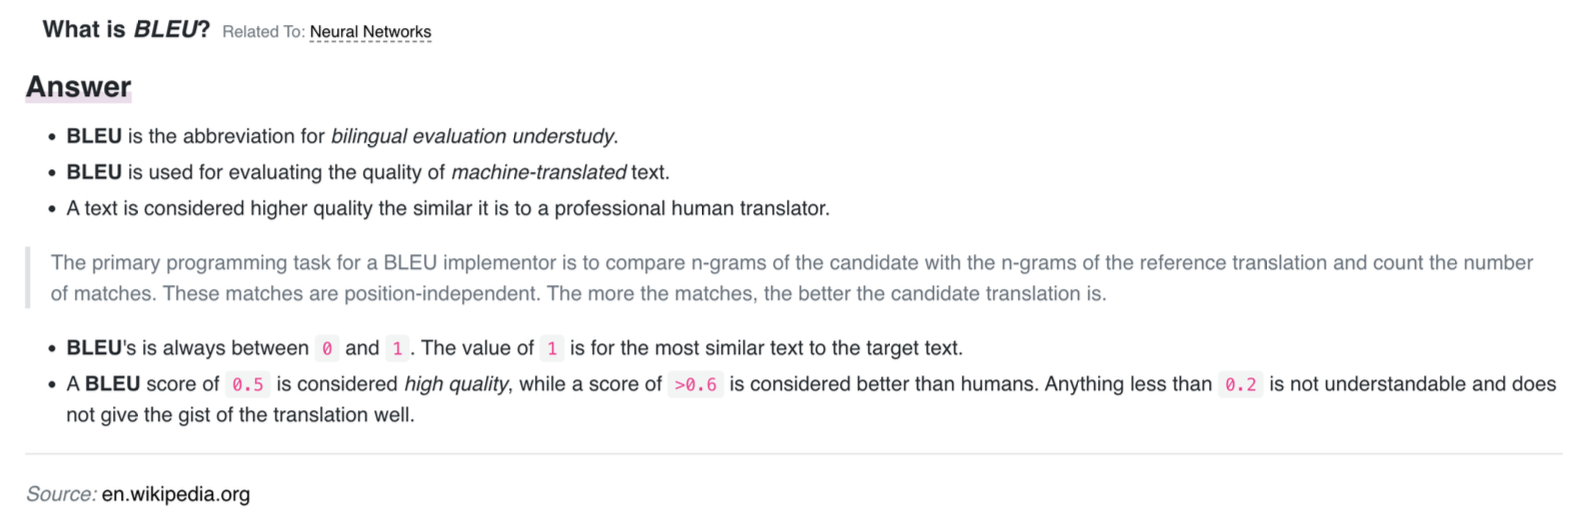 What is BLEU? Related To: Neural Networks
Answer
• BLEU is the abbreviation for bilingual evaluation understudy.
• BLEU is used for evaluating the quality of machine-translated text.
• A text is considered higher quality the similar it is to a professional human translator.
The primary programming task for a BLEU implementor is to compare n-grams of the candidate with the n-grams of the reference translation and count the number
of matches. These matches are position-independent. The more the matches, the better the candidate translation is.
• BLEU's is always between 0 and 1. The value of 1 is for the most similar text to the target text.
• A BLEU score of 0.5 is considered high quality, while a score of >0.6 is considered better than humans. Anything less than 0.2 is not understandable and does
not give the gist of the translation well.
Source: en.wikipedia.org